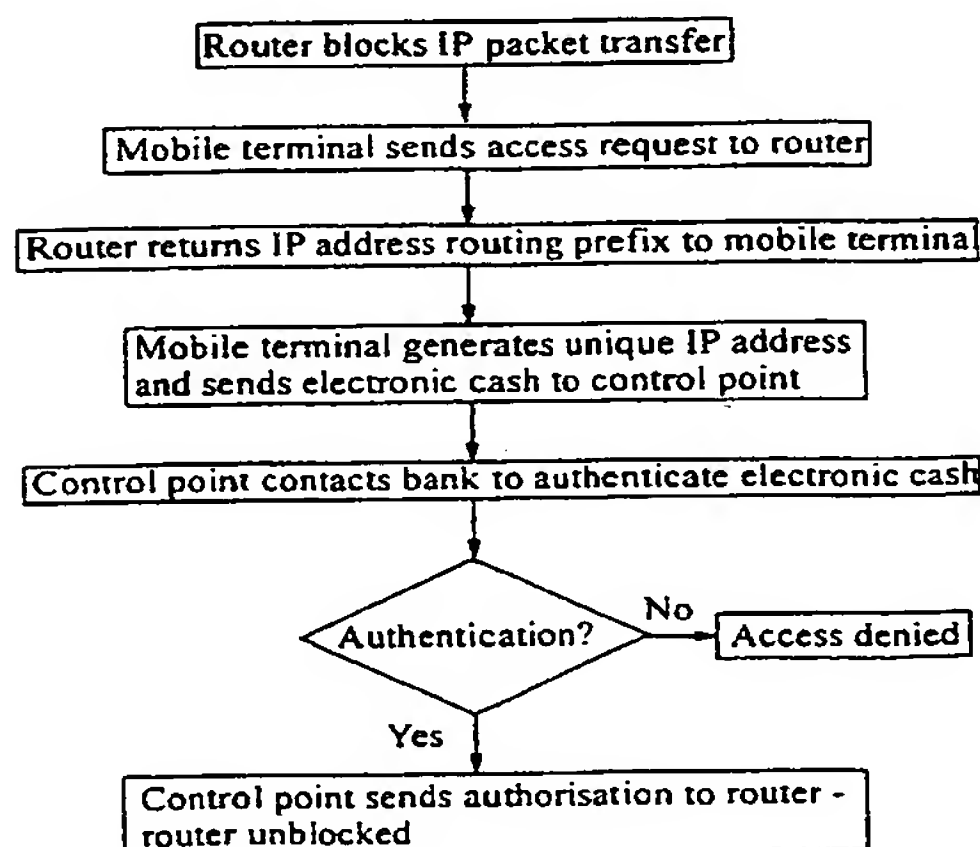 Router blocks IP packet transfer
Mobile terminal sends access request to router
Router returns IP address routing prefix to mobile terminal
Mobile terminal generates unique IP address
and sends electronic cash to control point
Control point contacts bank to authenticate electronic cash
Authentication?
No
Access denied
Yes
Control point sends authorisation to router -
router unblocked